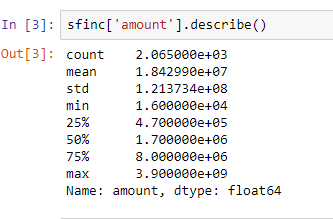 In [3]: sfinc['amount'].describe()
Out[3]: count 2.065000e+03
mean 1.842990e+07
std 1.213734e+08
min 1.600000e+04
25% 4.700000e+05
50% 1.700000e+06
75% 8.000000e+06
max 3.900000e+09
Name: amount, dtype: float64